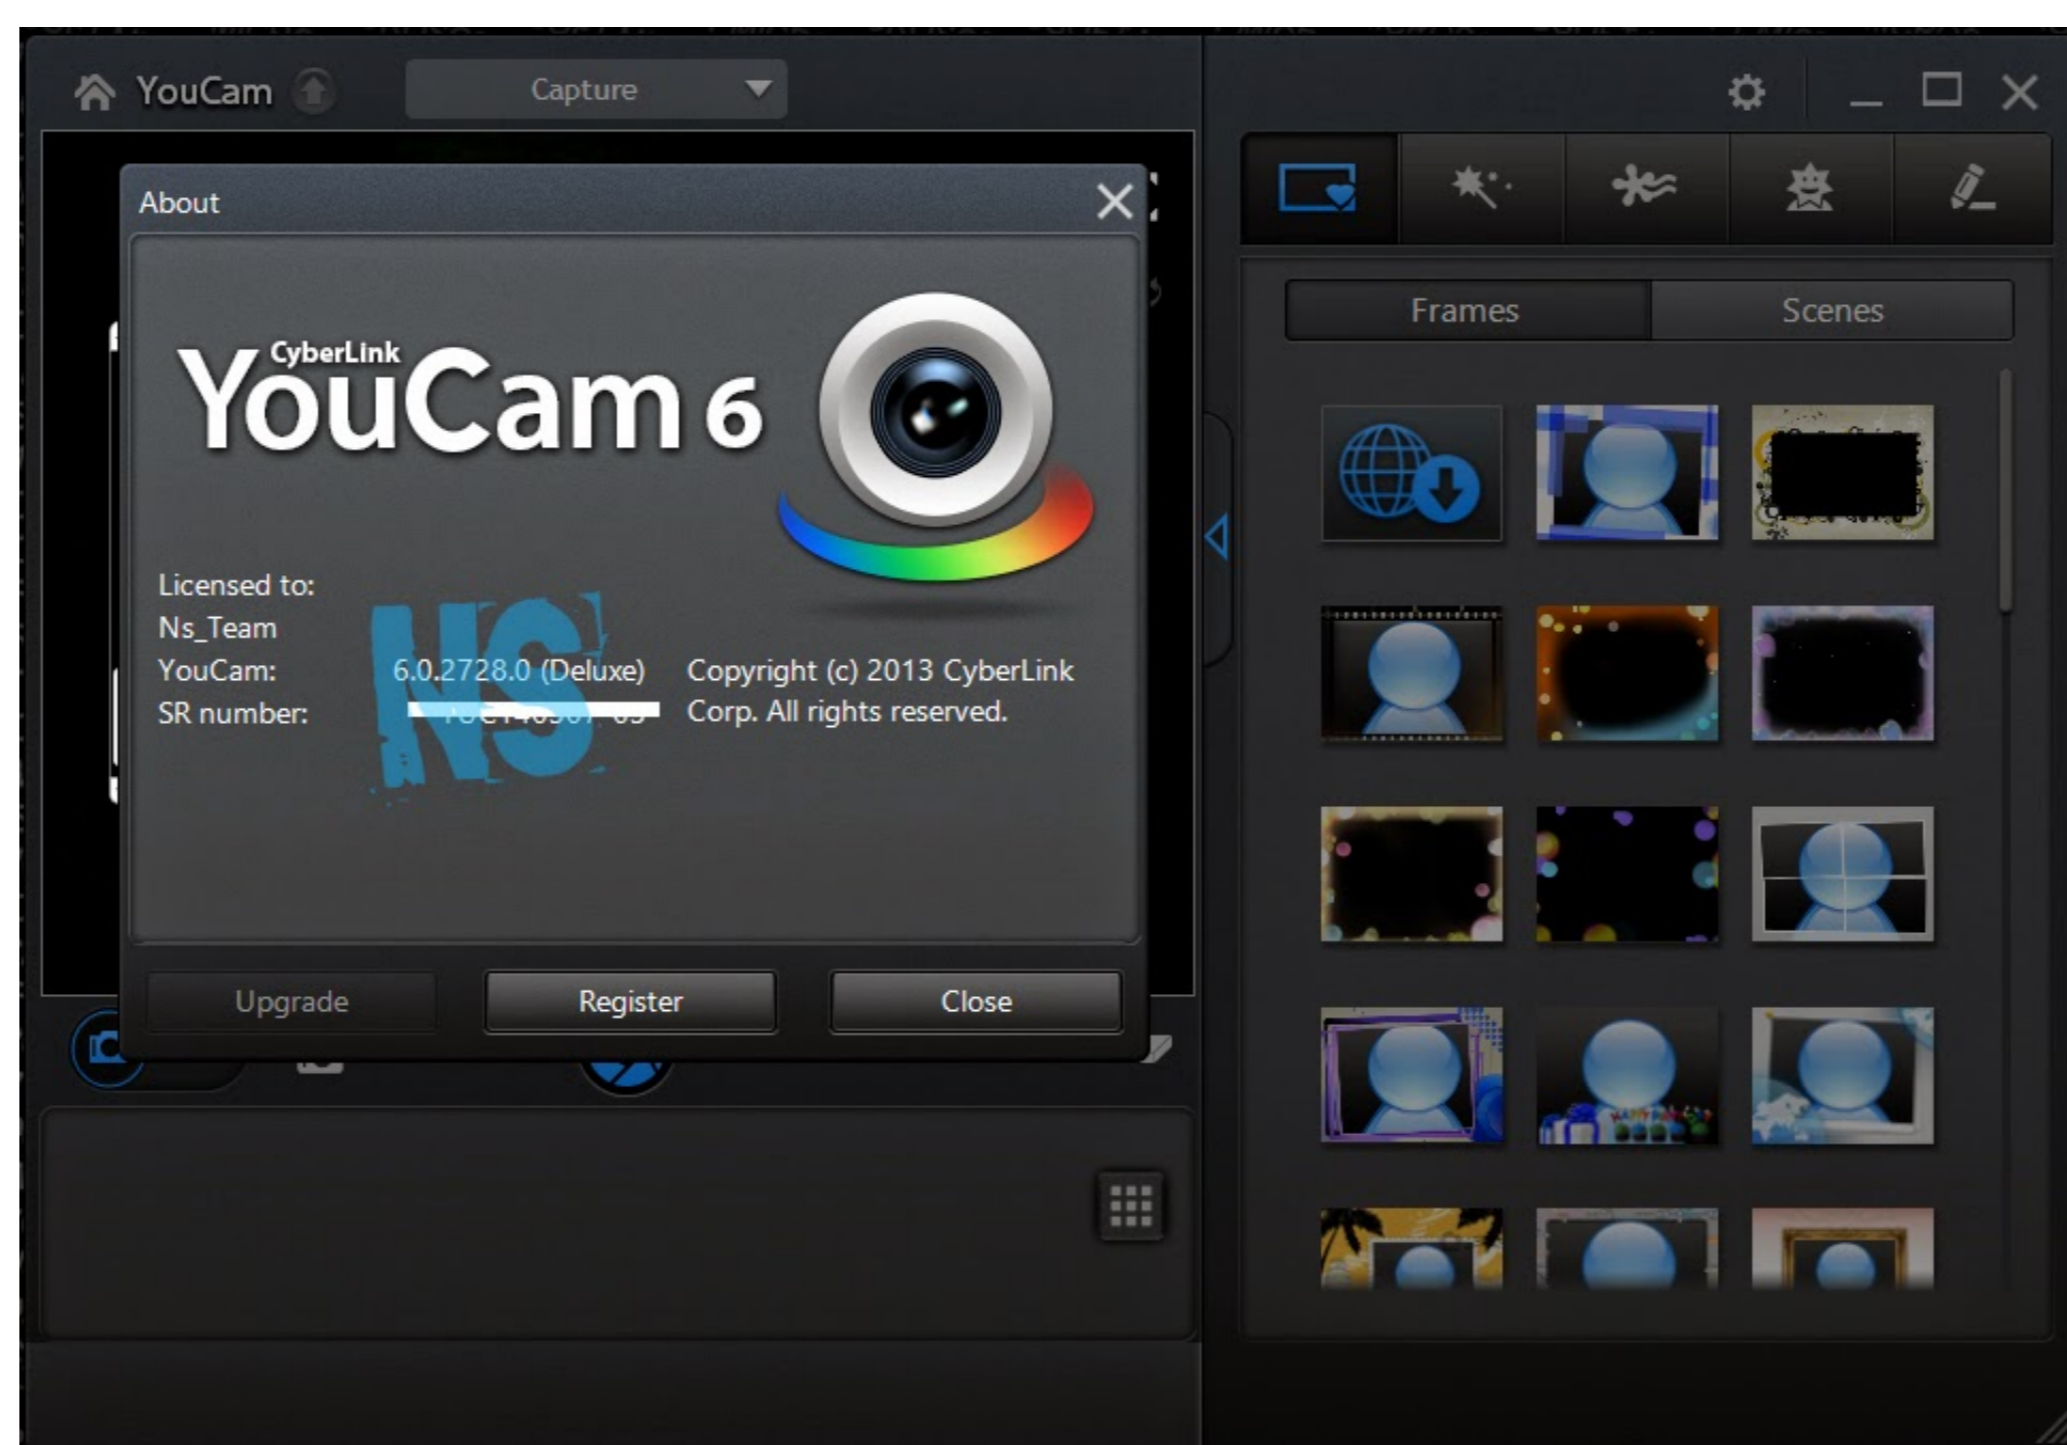 YouCam
Capture
About
CyberLink
YouCam 6
Licensed to:
Ns_Team
YouCam: 6.0.2728.0 (Deluxe)
SR number:
Copyright (c) 2013 CyberLink
Corp. All rights reserved.
NS
Upgrade
Register
Close
Frames
Scenes